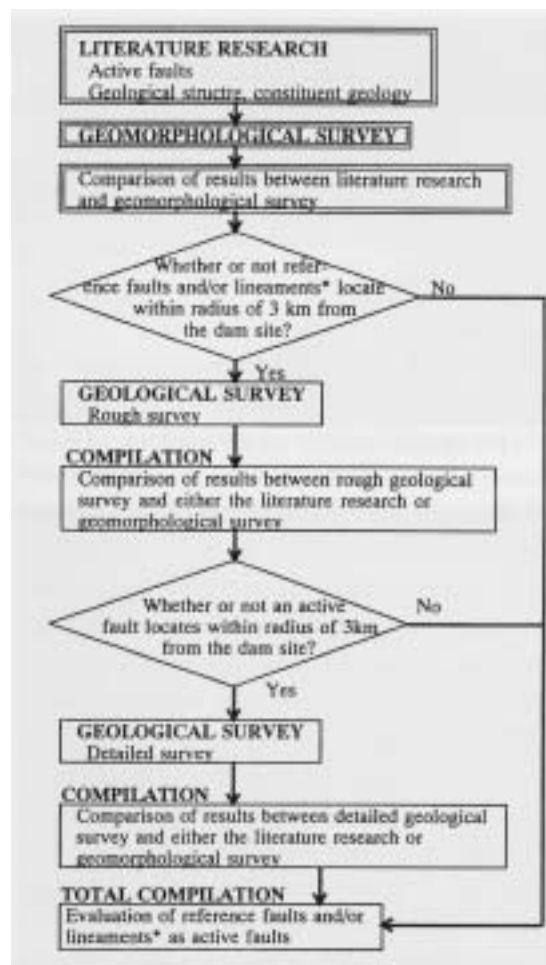 LITERATURE RESEARCH
Active faults
Geological structre, constituent geology
GEOMORPHOLOGICAL SURVEY
Comparison of results between literature research
and geomorphological survey
Whether or not refer-
ence faults and/or lineaments* locate
within radius of 3 km from
the dam site?
No
Yes
GEOLOGICAL SURVEY
Rough survey
COMPILATION
Comparison of results between rough geological
survey and either the literature research or
geomorphological survey
Whether or not an active
fault locates within radius of 3km
from the dam site?
No
Yes
GEOLOGICAL SURVEY
Detailed survey
COMPILATION
Comparison of results between detailed geological
survey and either the literature research or
geomorphological survey
TOTAL COMPILATION
Evaluation of reference faults and/or
lineaments* as active faults